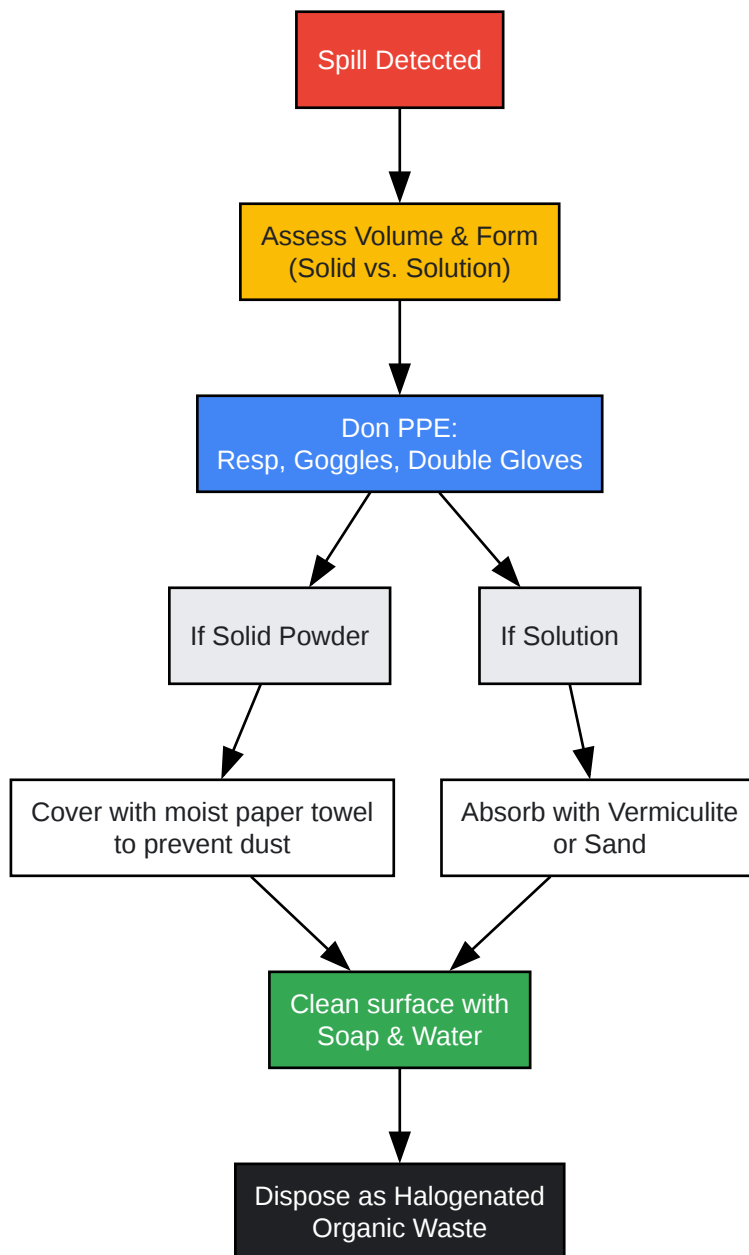 Spill Detected
Assess Volume & Form
(Solid vs. Solution)
Don PPE:
Resp, Goggles, Double Gloves
If Solid Powder
If Solution
Cover with moist paper towel
to prevent dust
Absorb with Vermiculite
or Sand
Clean surface with
Soap & Water
Dispose as Halogenated
Organic Waste